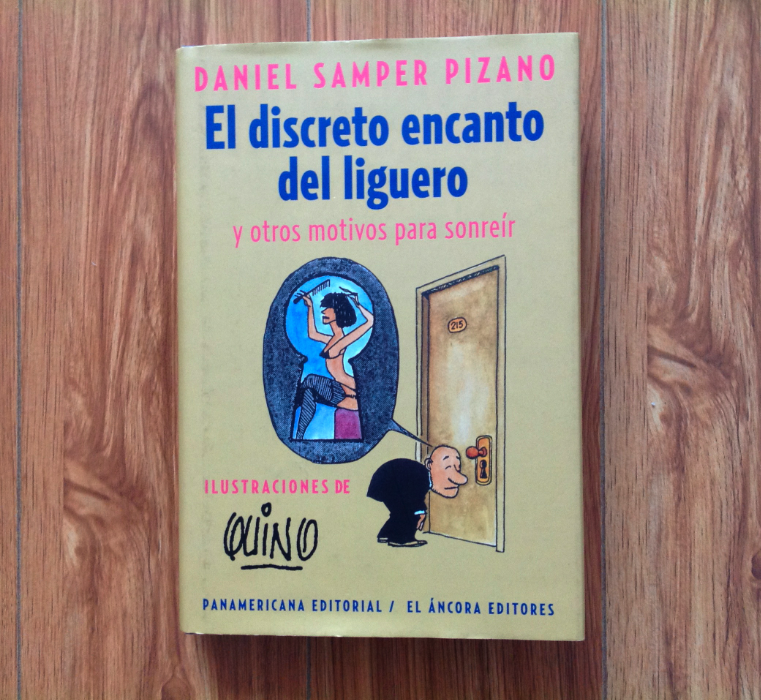 DANIEL SAMPER PIZANO
El discreto encanto
del liguero
y otros motivos para sonreír
215
ILUSTRACIONES DE
QUINO
PANAMERICANA EDITORIAL / EL ÁNCORA EDITORES